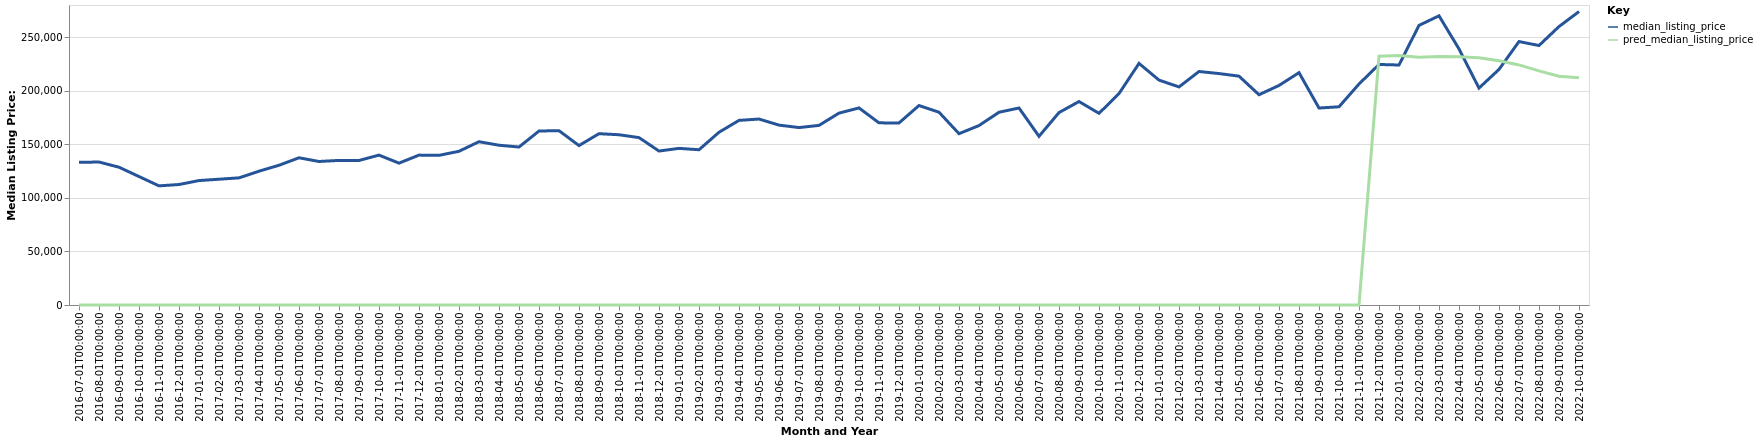 Median Listing Price:
250,000
200,000
150,000
100,000
50,000
0
2016-07-01T00:00:00
2016-08-01T00:00:00
2016-09-01T00:00:00
2016-10-01T00:00:00
2016-11-01T00:00:00
2016-12-01T00:00:00
2017-01-01T00:00:00
2017-02-01T00:00:00
2017-03-01T00:00:00
2017-04-01T00:00:00
2017-05-01T00:00:00
2017-06-01T00:00:00
2017-07-01T00:00:00
2017-08-01T00:00:00
2017-09-01T00:00:00
2017-10-01T00:00:00
2017-11-01T00:00:00
2017-12-01T00:00:00
2018-01-01T00:00:00
2018-02-01T00:00:00
2018-03-01T00:00:00
2018-04-01T00:00:00
2018-05-01T00:00:00
2018-06-01T00:00:00
2018-07-01T00:00:00
2018-08-01T00:00:00
2018-09-01T00:00:00
2018-10-01T00:00:00
2018-11-01T00:00:00
2018-12-01T00:00:00
2019-01-01T00:00:00
2019-02-01T00:00:00
2019-03-01T00:00:00
2019-04-01T00:00:00
2019-05-01T00:00:00
2019-06-01T00:00:00
2019-07-01T00:00:00
2019-08-01T00:00:00
2019-09-01T00:00:00
2019-10-01T00:00:00
2019-11-01T00:00:00
2019-12-01T00:00:00
2020-01-01T00:00:00
2020-02-01T00:00:00
2020-03-01T00:00:00
2020-04-01T00:00:00
2020-05-01T00:00:00
2020-06-01T00:00:00
2020-07-01T00:00:00
2020-08-01T00:00:00
2020-09-01T00:00:00
2020-10-01T00:00:00
2020-11-01T00:00:00
2020-12-01T00:00:00
2021-01-01T00:00:00
2021-02-01T00:00:00
2021-03-01T00:00:00
2021-04-01T00:00:00
2021-05-01T00:00:00
2021-06-01T00:00:00
2021-07-01T00:00:00
2021-08-01T00:00:00
2021-09-01T00:00:00
2021-10-01T00:00:00
2021-11-01T00:00:00
2021-12-01T00:00:00
2022-01-01T00:00:00
2022-02-01T00:00:00
2022-03-01T00:00:00
2022-04-01T00:00:00
2022-05-01T00:00:00
2022-06-01T00:00:00
2022-07-01T00:00:00
2022-08-01T00:00:00
2022-09-01T00:00:00
2022-10-01T00:00:00
Month and Year
Key
median_listing_price
pred_median_listing_price